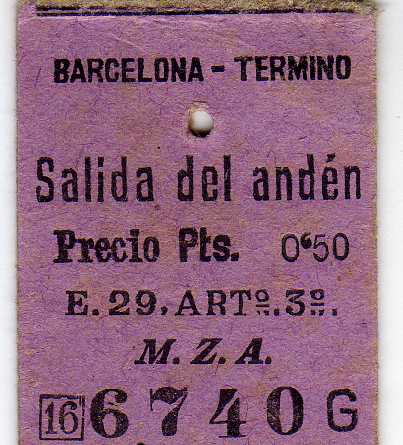 BARCELONA - TERMINO
Salida del andén
Precio Pts. 0'50
E. 29, ARTº. 3º.
M. Z. A.
16 6740 G